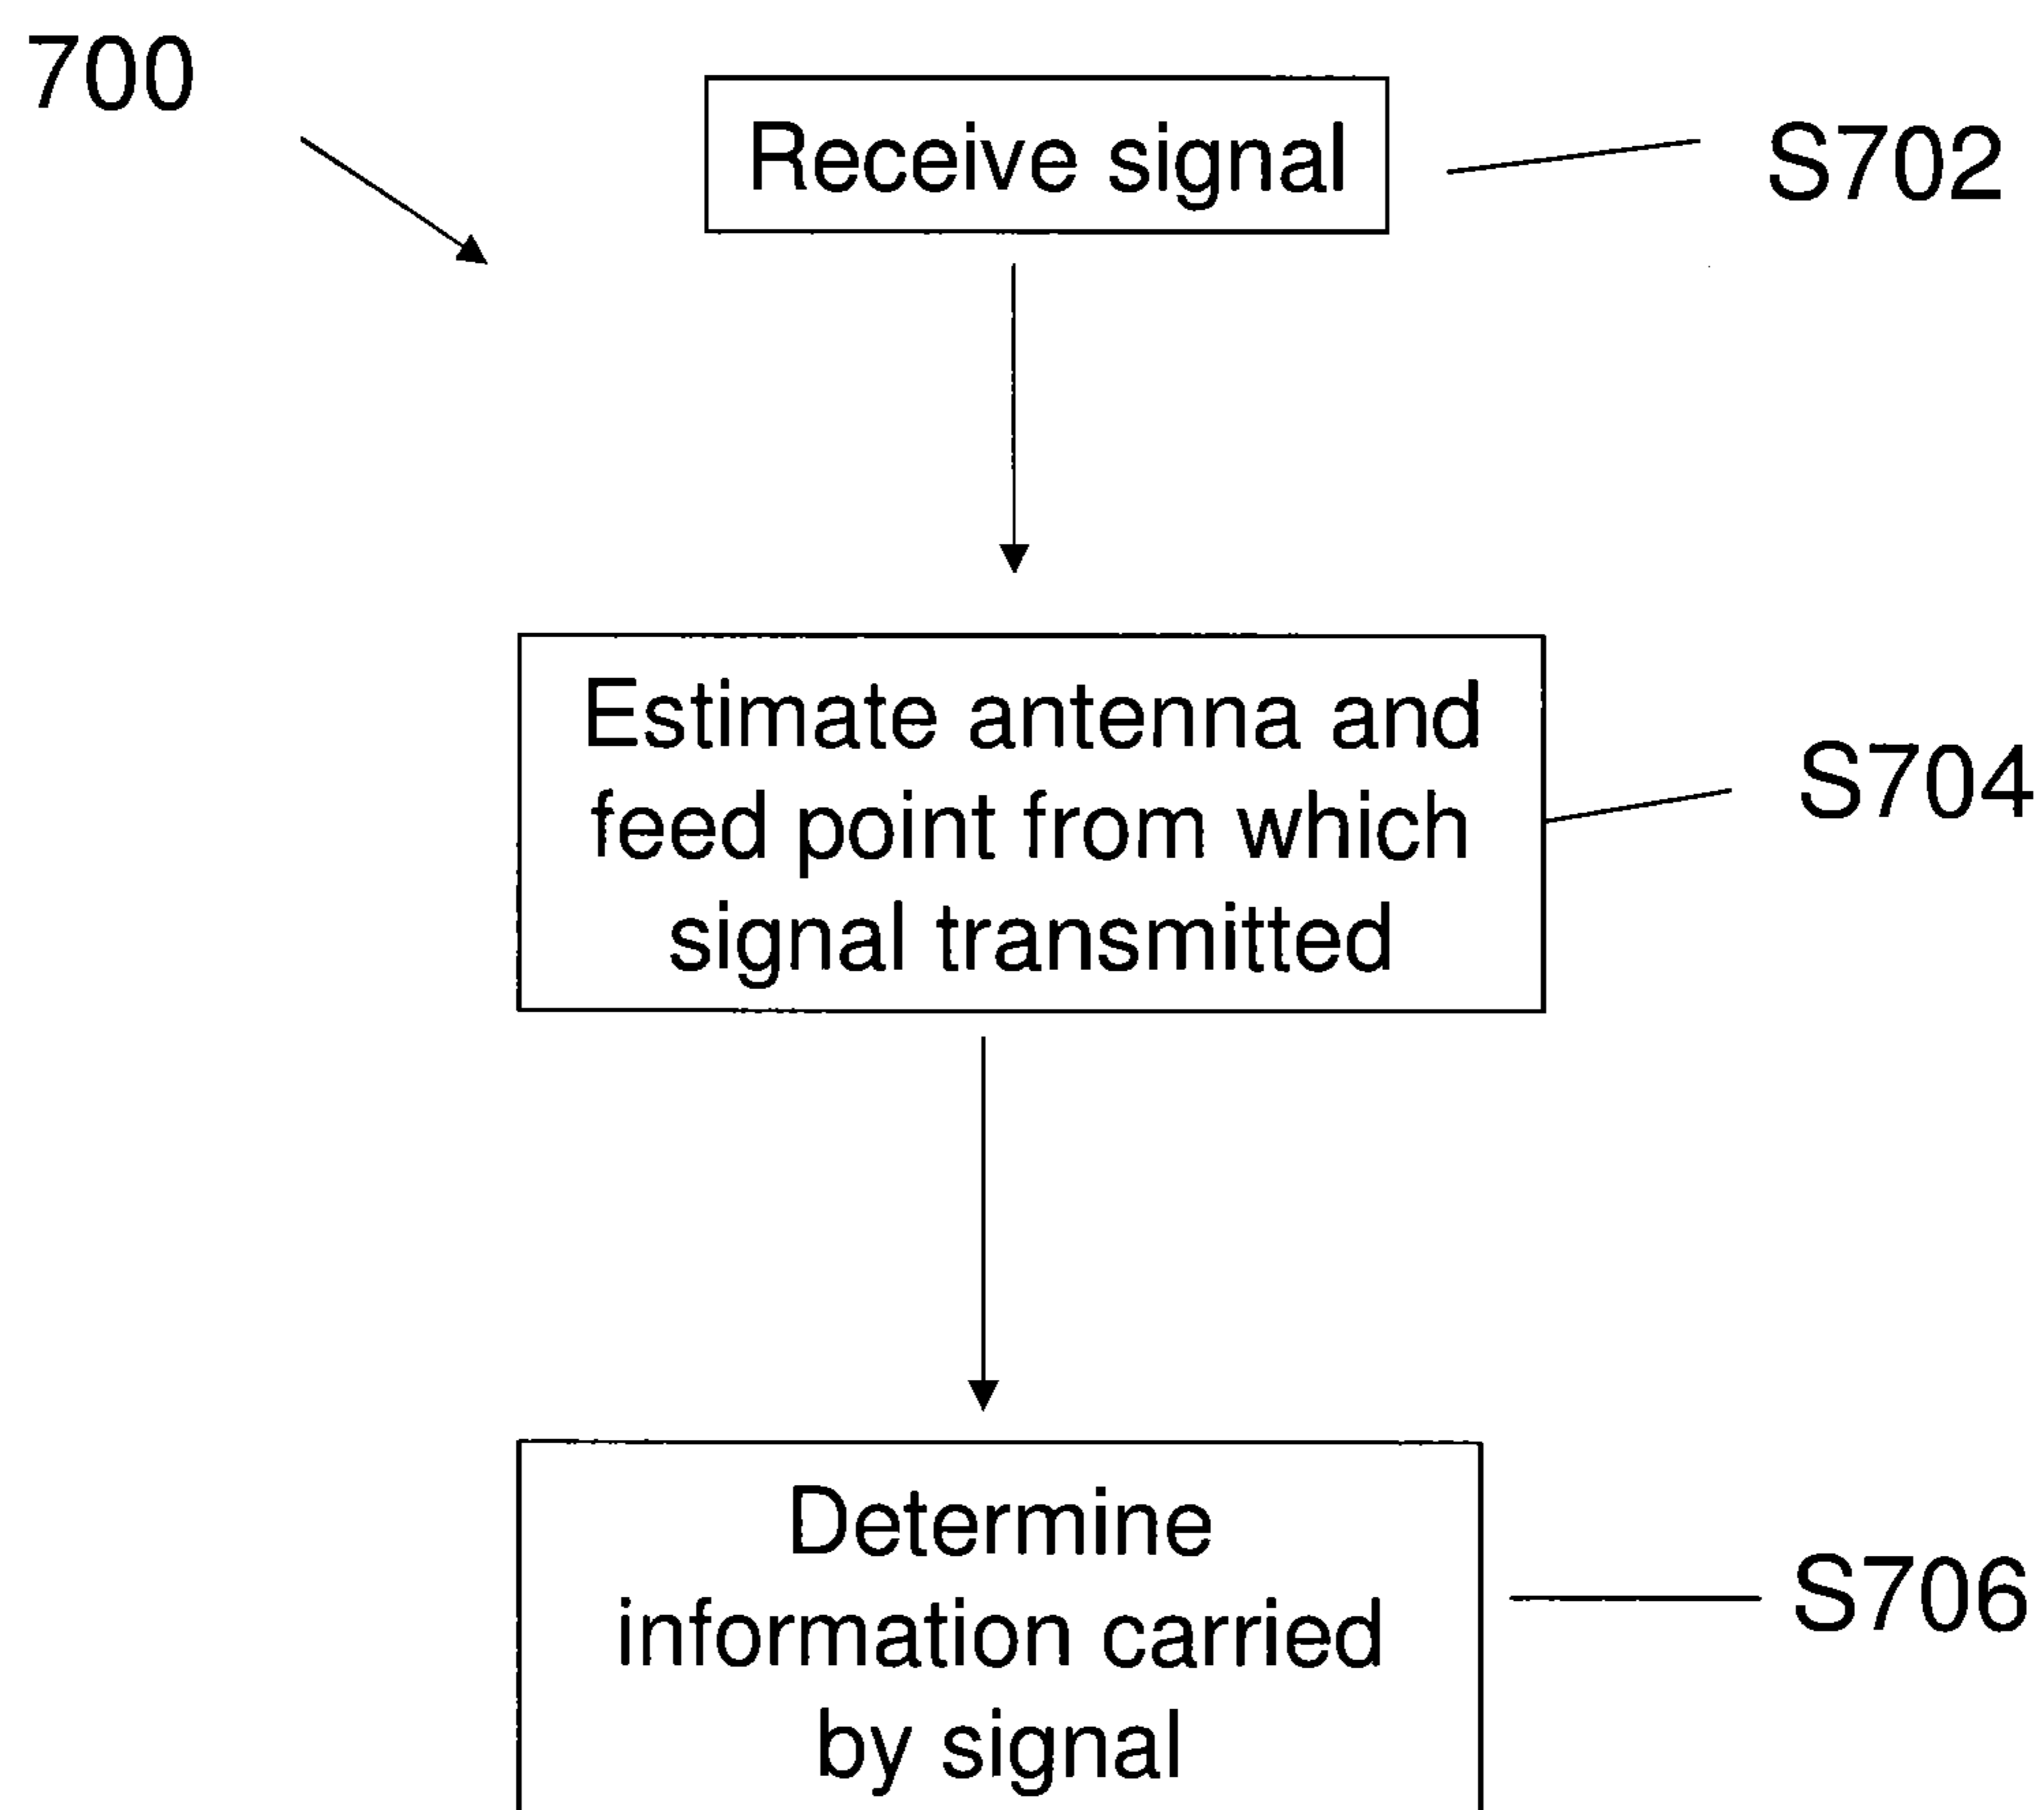 700
Receive signal
S702
Estimate antenna and
feed point from which
signal transmitted
S704
Determine
information carried
by signal
S706